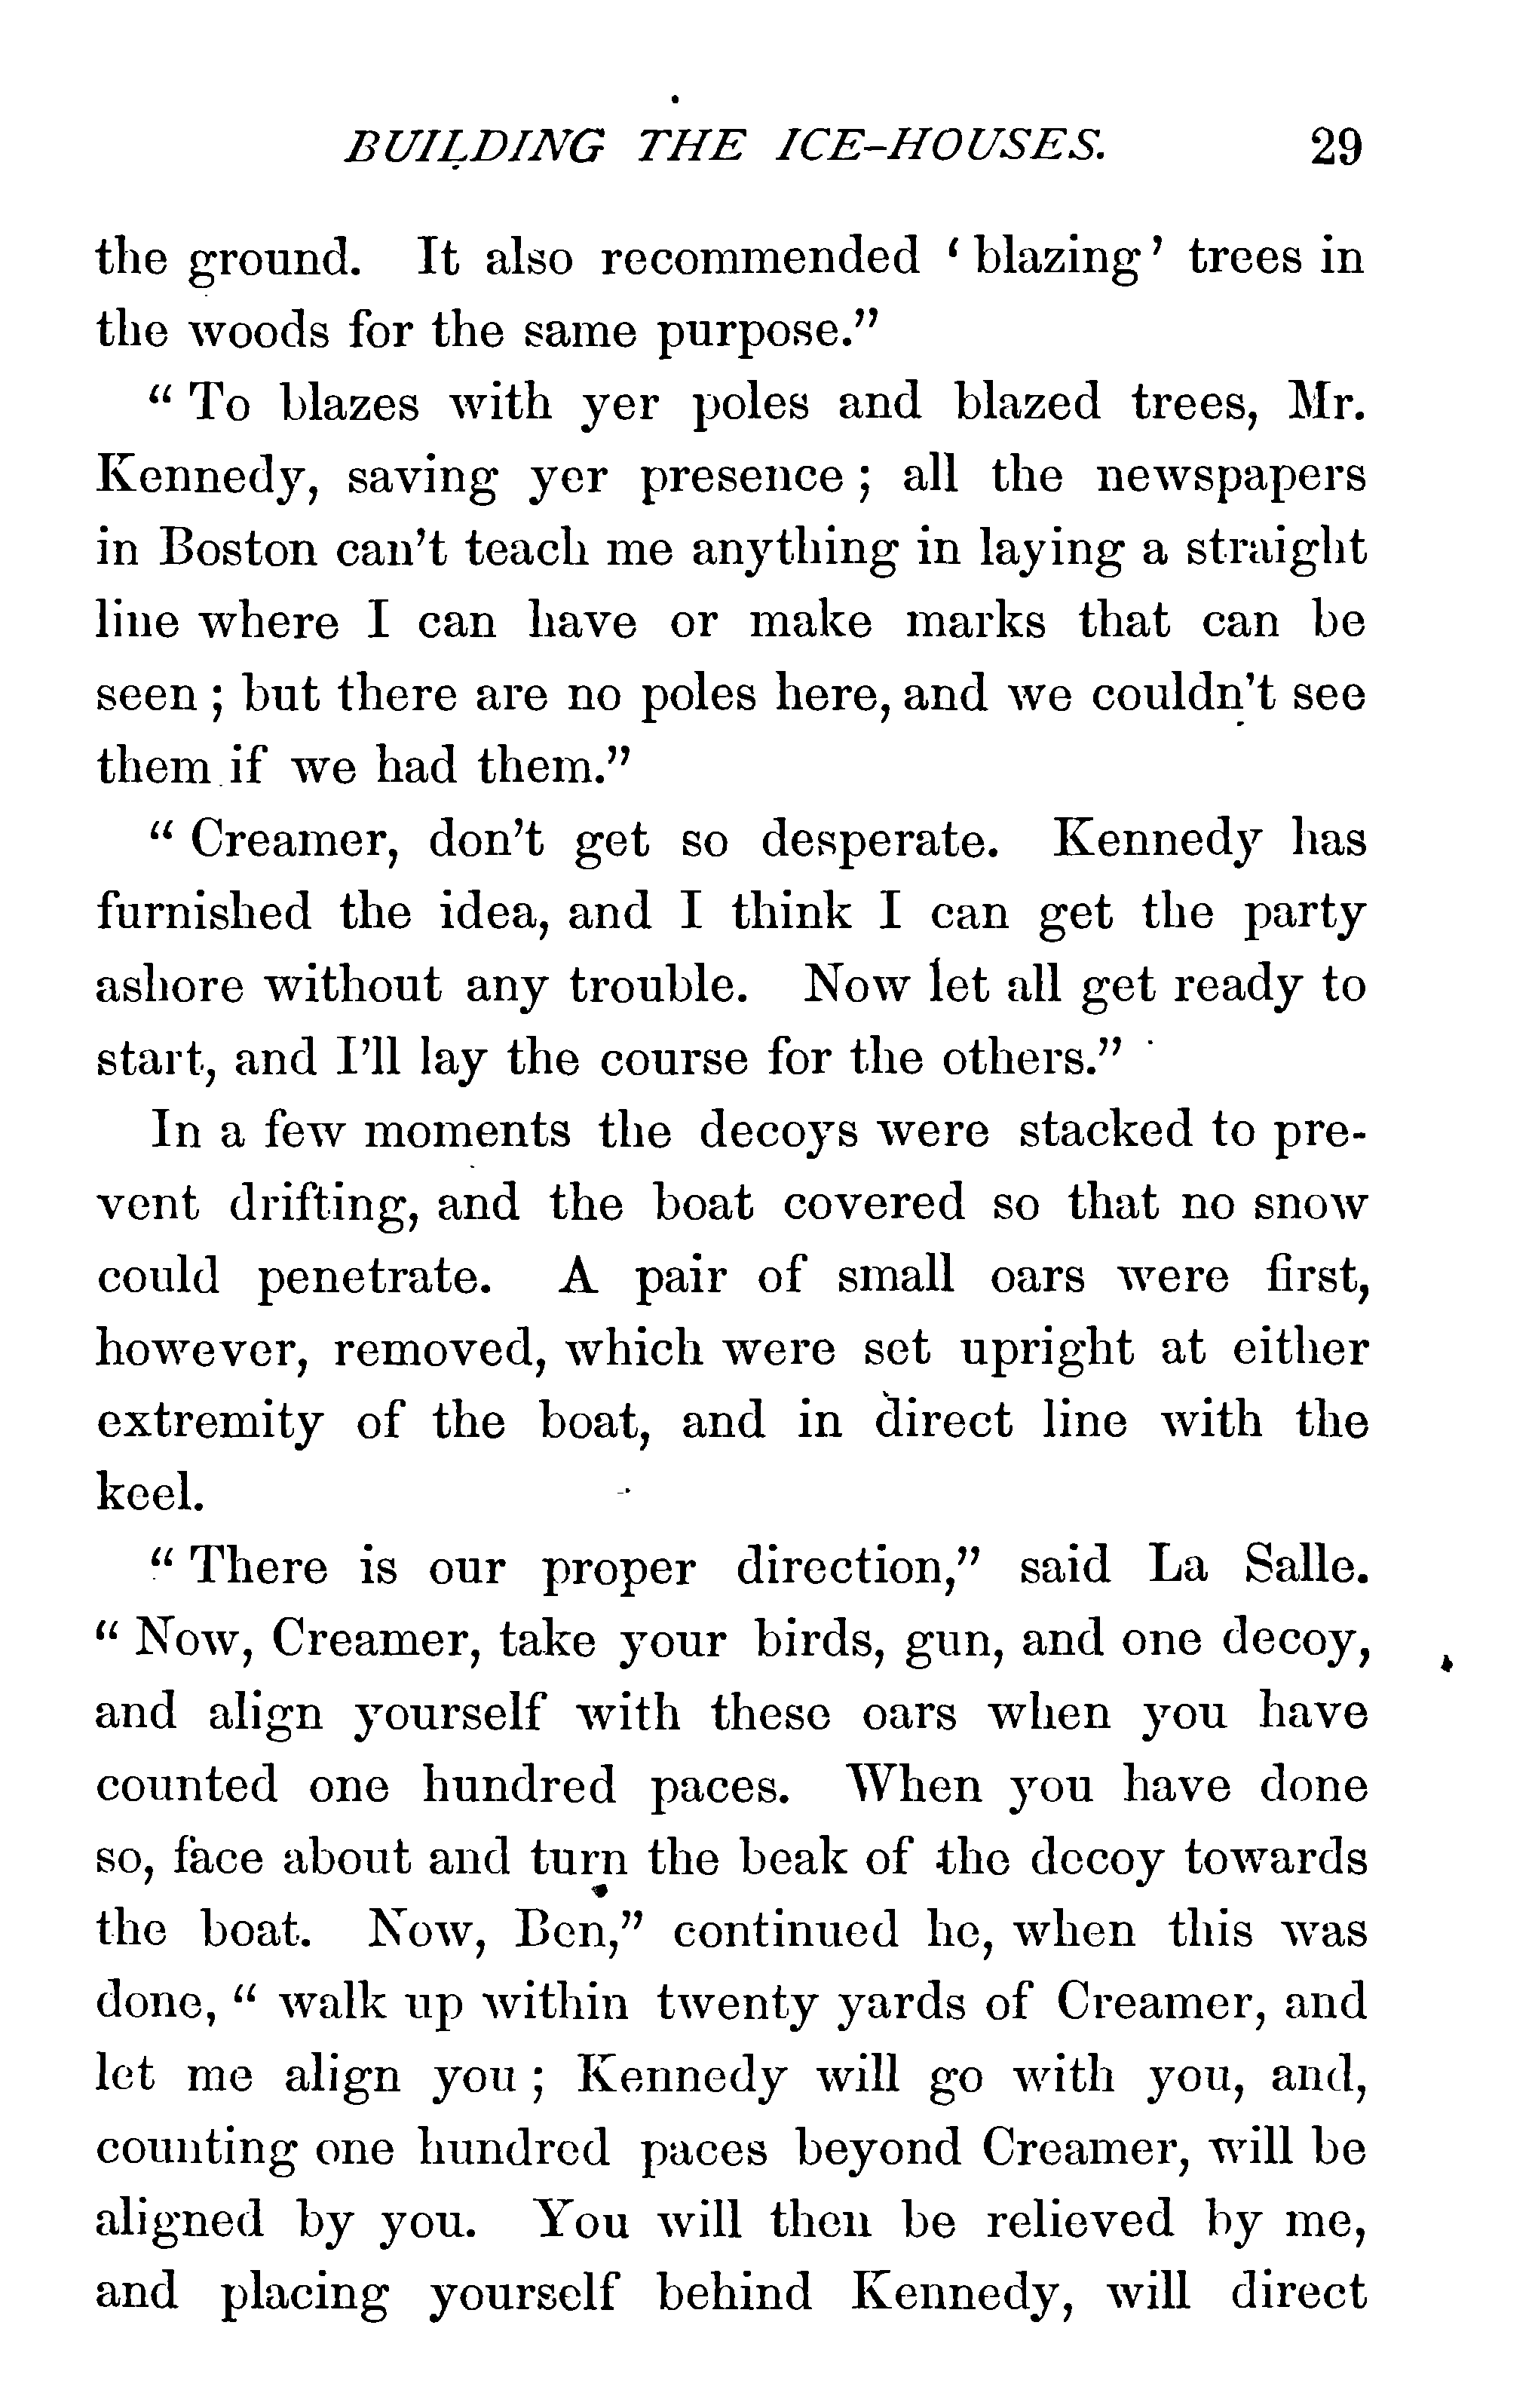 BUILDING THE ICE-HOUSES. 29
the ground. It also recommended ‘blazing’ trees in
the woods for the same purpose.”
“To blazes with yer poles and blazed trees, Mr.
Kennedy, saving yer presence; all the newspapers
in Boston can’t teach me anything in laying a straight
line where I can have or make marks that can be
seen; but there are no poles here, and we couldn’t see
them if we had them.”
“Creamer, don’t get so desperate. Kennedy has
furnished the idea, and I think I can get the party
ashore without any trouble. Now let all get ready to
start, and I’ll lay the course for the others.”
In a few moments the decoys were stacked to pre-
vent drifting, and the boat covered so that no snow
could penetrate. A pair of small oars were first,
however, removed, which were set upright at either
extremity of the boat, and in direct line with the
keel.
“There is our proper direction,” said La Salle.
“Now, Creamer, take your birds, gun, and one decoy,
and align yourself with these oars when you have
counted one hundred paces. When you have done
so, face about and turn the beak of the decoy towards
the boat. Now, Ben,” continued he, when this was
done, “walk up within twenty yards of Creamer, and
let me align you; Kennedy will go with you, and,
counting one hundred paces beyond Creamer, will be
aligned by you. You will then be relieved by me,
and placing yourself behind Kennedy, will direct